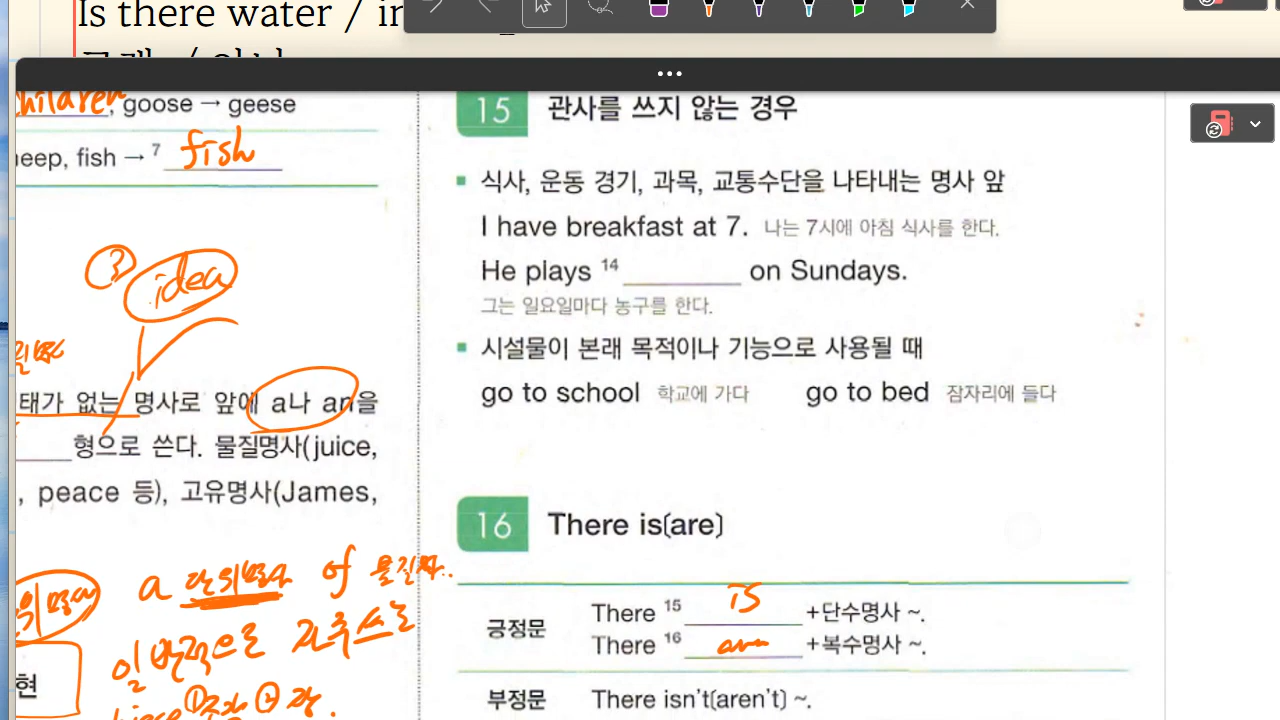 Is there water / in
children, goose → geese
heep, fish → 7 fish
③ idea
태가 없는 명사로 앞에 a나 an을
형으로 쓴다. 물질명사(juice,
, peace 등), 고유명사(James,
a 단위명사 of 물질
일반적으로
현
15 관사를 쓰지 않는 경우
식사, 운동 경기, 과목, 교통수단을 나타내는 명사 앞
I have breakfast at 7. 나는 7시에 아침 식사를 한다.
He plays 14 ________ on Sundays.
그는 일요일마다 농구를 한다.
시설물이 본래 목적이나 기능으로 사용될 때
go to school 학교에 가다 go to bed 잠자리에 들다
16 There is(are)
긍정문
There 15 is +단수명사 ~.
There 16 are +복수명사 ~.
부정문 There isn't(aren't) ~.